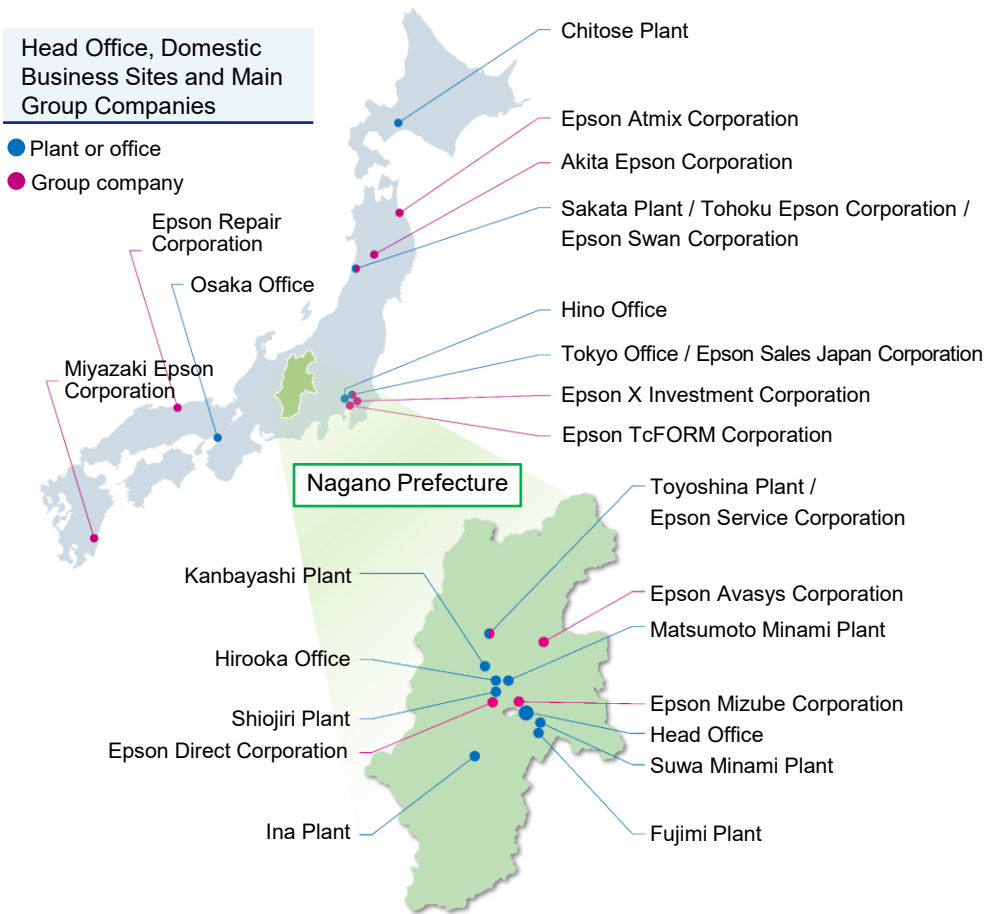 Head Office, Domestic
Business Sites and Main
Group Companies
Plant or office
Group company
Chitose Plant
Epson Atmix Corporation
Akita Epson Corporation
Sakata Plant / Tohoku Epson Corporation /
Epson Swan Corporation
Epson Repair
Corporation
Osaka Office
Miyazaki Epson
Corporation
Hino Office
Tokyo Office / Epson Sales Japan Corporation
Epson X Investment Corporation
Epson TcFORM Corporation
Nagano Prefecture
Toyoshina Plant /
Epson Service Corporation
Kanbayashi Plant
Epson Avasys Corporation
Matsumoto Minami Plant
Hirooka Office
Shiojiri Plant
Epson Mizube Corporation
Head Office
Epson Direct Corporation
Suwa Minami Plant
Ina Plant
Fujimi Plant